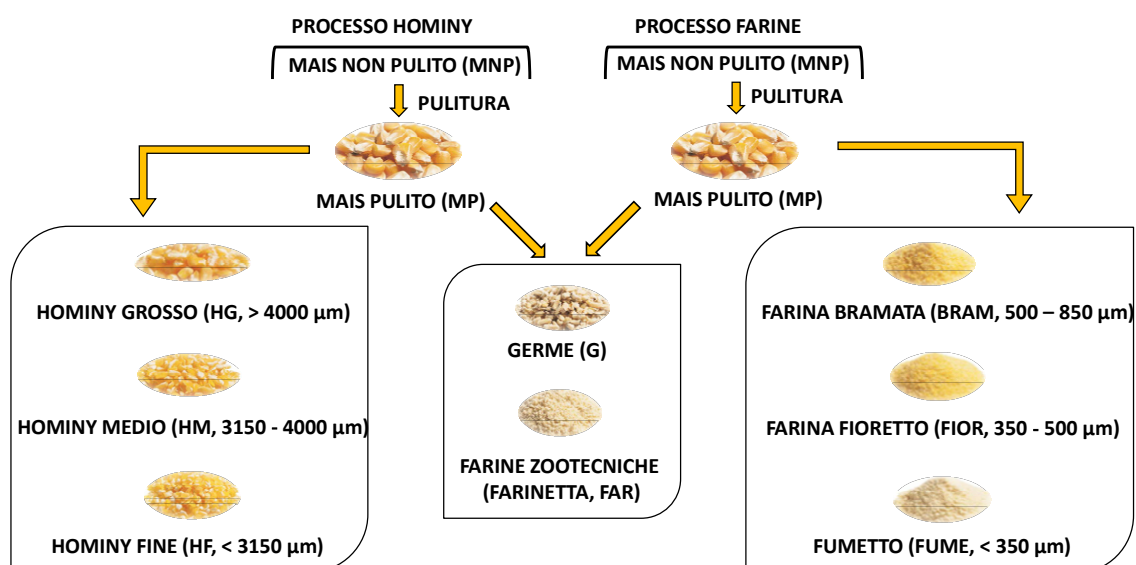 PROCESSO HOMINY
MAIS NON PULITO (MNP)
PULITURA
MAIS PULITO (MP)
PROCESSO FARINE
MAIS NON PULITO (MNP)
PULITURA
MAIS PULITO (MP)
HOMINY GROSSO (HG, > 4000 µm)
HOMINY MEDIO (HM, 3150 - 4000 µm)
HOMINY FINE (HF, < 3150 µm)
GERME (G)
FARINE ZOOTECNICHE
(FARINETTA, FAR)
FARINA BRAMATA (BRAM, 500 – 850 µm)
FARINA FIORETTO (FIOR, 350 - 500 µm)
FUMETTO (FUME, < 350 µm)